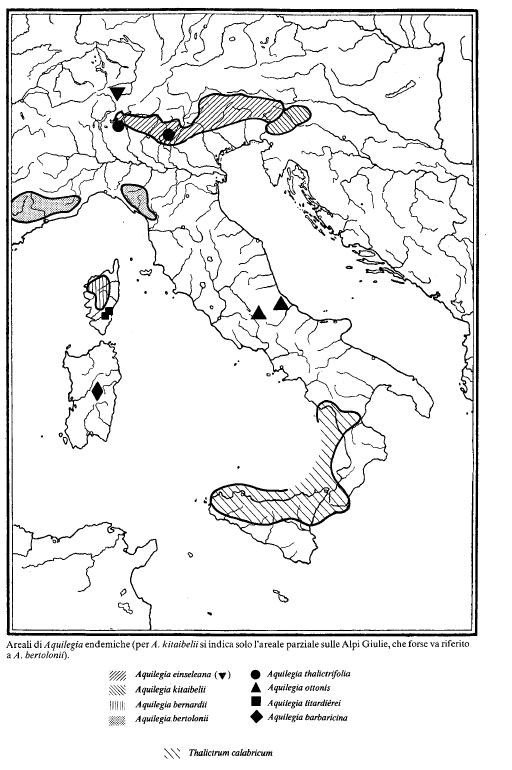 Areali di Aquilegia endemiche (per A. kitaibelii si indica solo l'areale parziale sulle Alpi Giulie, che forse va riferito
a A. bertolonii).
Aquilegia einseleana (▼)
Aquilegia kitaibelii
Aquilegia bernardii
Aquilegia bertolonii
Aquilegia thalictrifolia
Aquilegia ottonis
Aquilegia litardièrei
Aquilegia barbaricina
Thalictrum calabricum